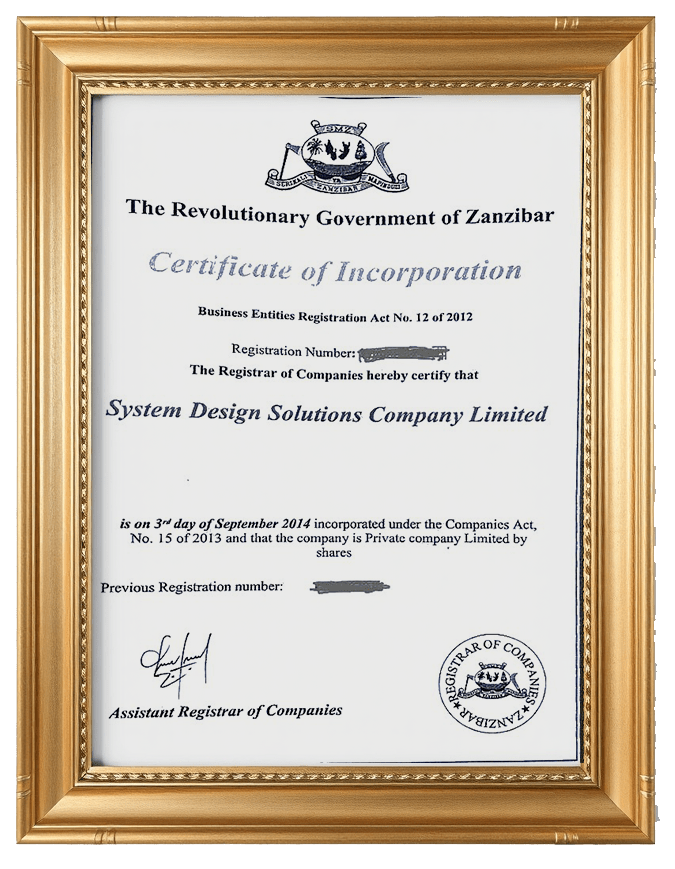 SMZ
SERIKALI YA MAPINDUZI
ZANZIBAR
The Revolutionary Government of Zanzibar
Certificate of Incorporation
Business Entities Registration Act No. 12 of 2012
Registration Number:
The Registrar of Companies hereby certify that
System Design Solutions Company Limited
is on 3rd day of September 2014 incorporated under the Companies Act,
No. 15 of 2013 and that the company is Private company Limited by
shares
Previous Registration number:
Assistant Registrar of Companies
REGISTRAR OF COMPANIES
ZANZIBAR